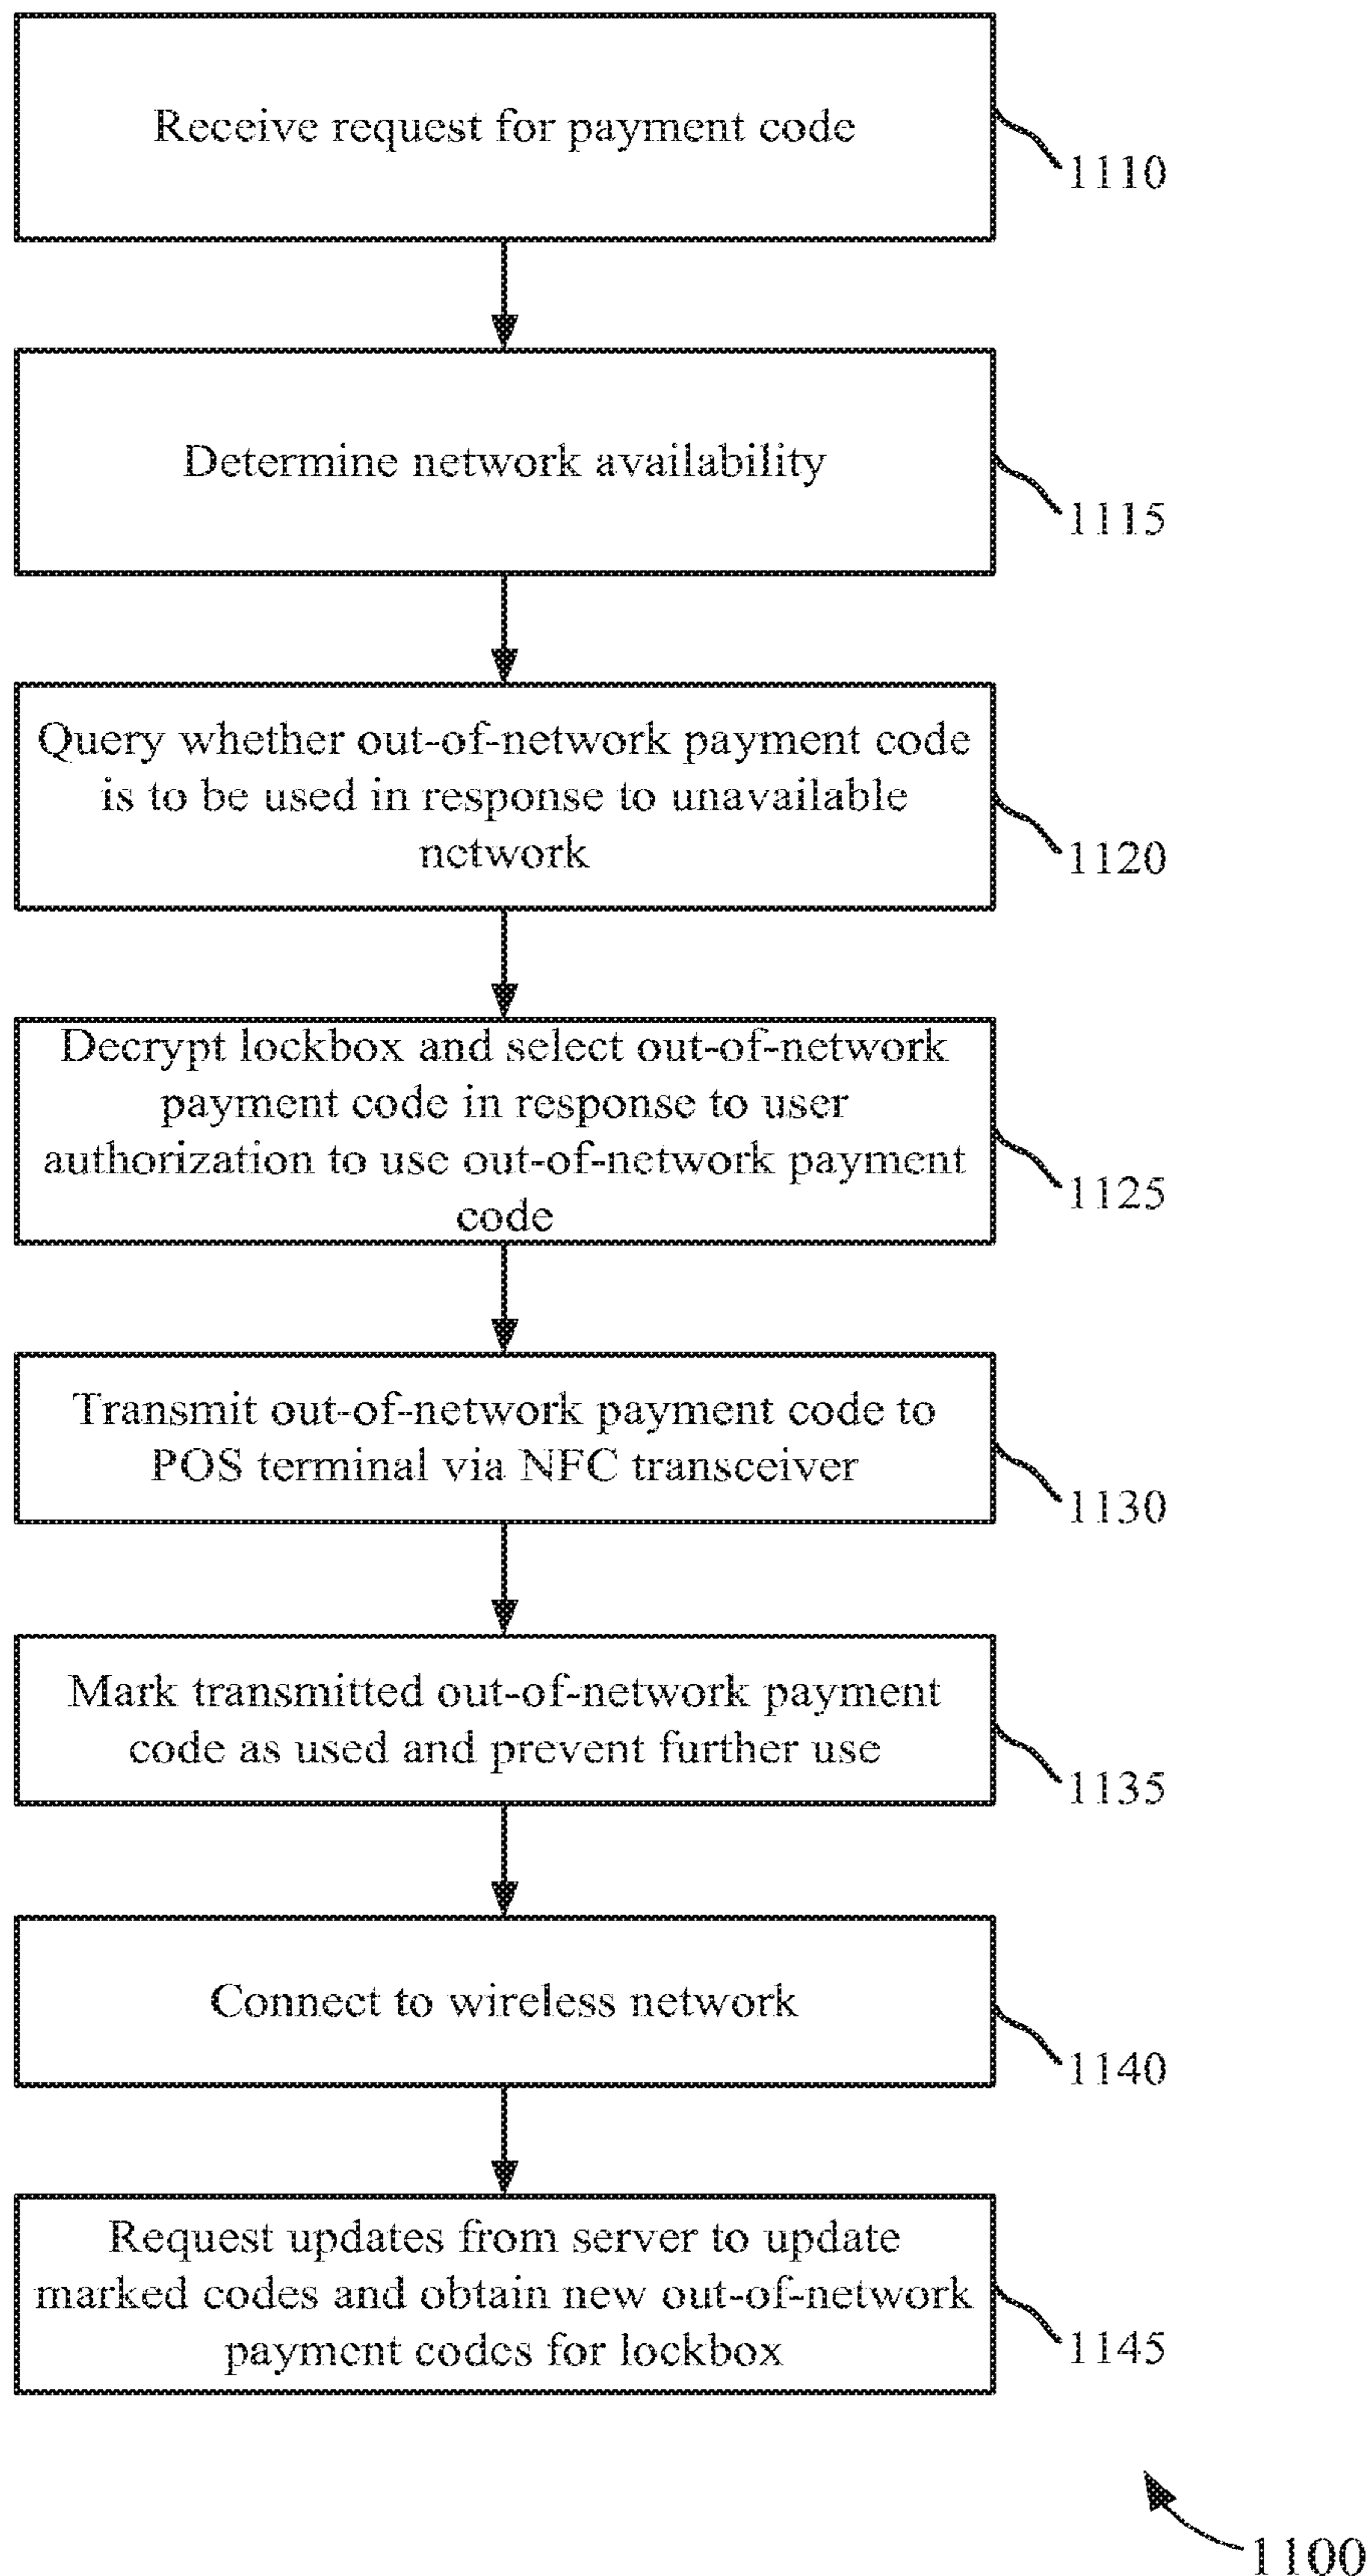 Receive request for payment code
1110
Determine network availability
1115
Query whether out-of-network payment code
is to be used in response to unavailable
network
1120
Decrypt lockbox and select out-of-network
payment code in response to user
authorization to use out-of-network payment
code
1125
Transmit out-of-network payment code to
POS terminal via NFC transceiver
1130
Mark transmitted out-of-network payment
code as used and prevent further use
1135
Connect to wireless network
1140
Request updates from server to update
marked codes and obtain new out-of-network
payment codes for lockbox
1145
1100